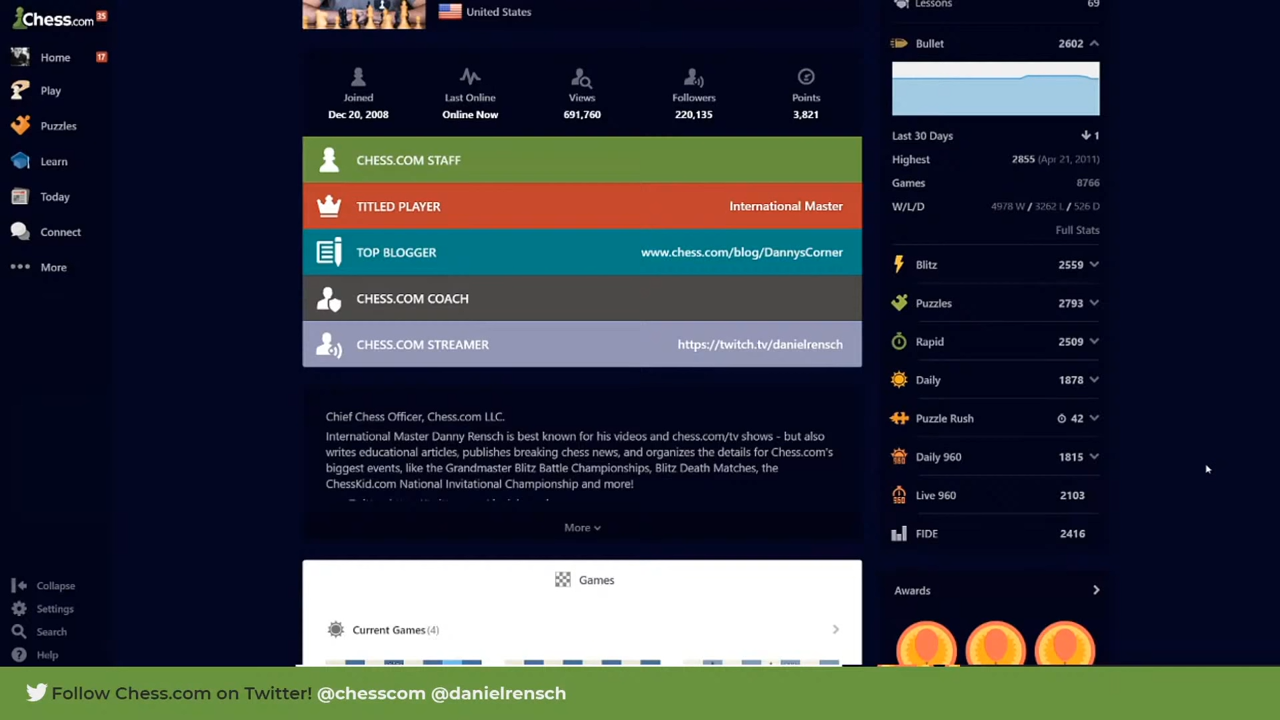 Chess.com 35
Home 17
Play
Puzzles
Learn
Today
Connect
More
Collapse
Settings
Search
Help
United States
Joined
Dec 20, 2008
Last Online
Online Now
Views
691,760
Followers
220,135
Points
3,821
CHESS.COM STAFF
TITLED PLAYER International Master
TOP BLOGGER www.chess.com/blog/DannysCorner
CHESS.COM COACH
CHESS.COM STREAMER https://twitch.tv/danielrensch
Chief Chess Officer, Chess.com LLC.
International Master Danny Rensch is best known for his videos and chess.com/tv shows - but also
writes educational articles, publishes breaking chess news, and organizes the details for Chess.com's
biggest events, like the Grandmaster Blitz Battle Championships, Blitz Death Matches, the
ChessKid.com National Invitational Championship and more!
More
Games
Current Games (4)
Lessons 69
Bullet 2602
Last 30 Days 1
Highest 2855 (Apr 21, 2011)
Games 8766
W/L/D 4978 W / 3262 L / 526 D
Full Stats
Blitz 2559
Puzzles 2793
Rapid 2509
Daily 1878
Puzzle Rush 42
Daily 960 1815
Live 960 2103
FIDE 2416
Awards
Follow Chess.com on Twitter! @chesscom @danielrensch